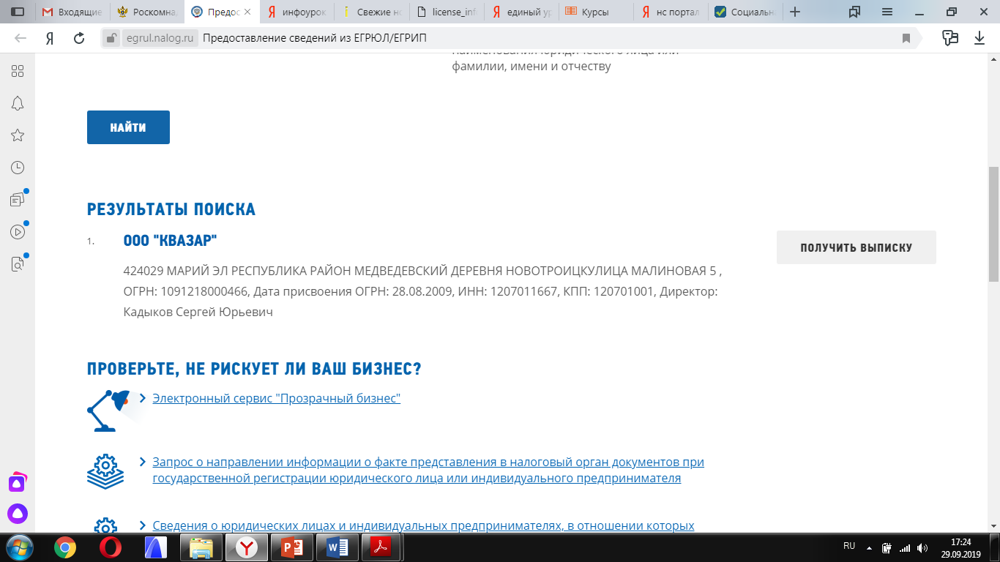 Входящие
Роскомна
Предос
инфоурок
Свежие но
license_inf
единый ур
Курсы
нс портал
Социальн
egrul.nalog.ru Предоставление сведений из ЕГРЮЛ/ЕГРИП
наименования юридического лица или
фамилии, имени и отчеству
НАЙТИ
РЕЗУЛЬТАТЫ ПОИСКА
1. ООО "КВАЗАР"
ПОЛУЧИТЬ ВЫПИСКУ
424029 МАРИЙ ЭЛ РЕСПУБЛИКА РАЙОН МЕДВЕДЕВСКИЙ ДЕРЕВНЯ НОВОТРОИЦКУЛИЦА МАЛИНОВАЯ 5 ,
ОГРН: 1091218000466, Дата присвоения ОГРН: 28.08.2009, ИНН: 1207011667, КПП: 120701001, Директор:
Кадыков Сергей Юрьевич
ПРОВЕРЬТЕ, НЕ РИСКУЕТ ЛИ ВАШ БИЗНЕС?
Электронный сервис "Прозрачный бизнес"
Запрос о направлении информации о факте представления в налоговый орган документов при
государственной регистрации юридического лица или индивидуального предпринимателя
Сведения о юридических лицах и индивидуальных предпринимателях, в отношении которых
RU
17:24
29.09.2019